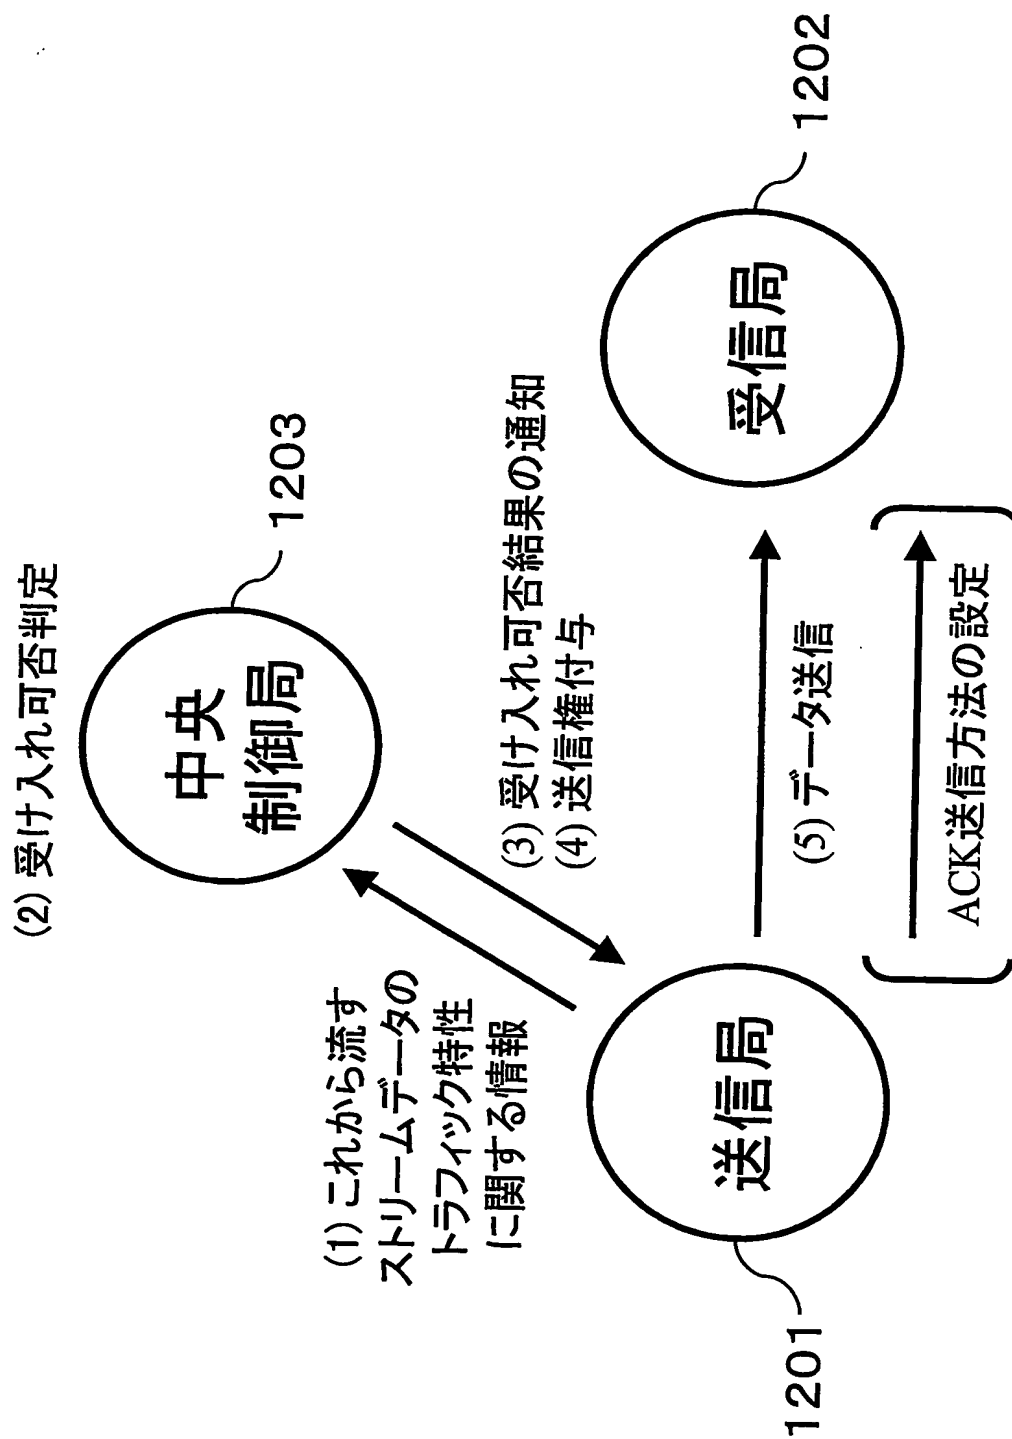 (2) 受け入れ可否判定
中央
制御局
1203
(1) これから流す
ストリームデータの
トラフィック特性
に関する情報
(3) 受け入れ可否結果の通知
(4) 送信権付与
送信局
1201
(5) データ送信
ACK送信方法の設定
受信局
1202